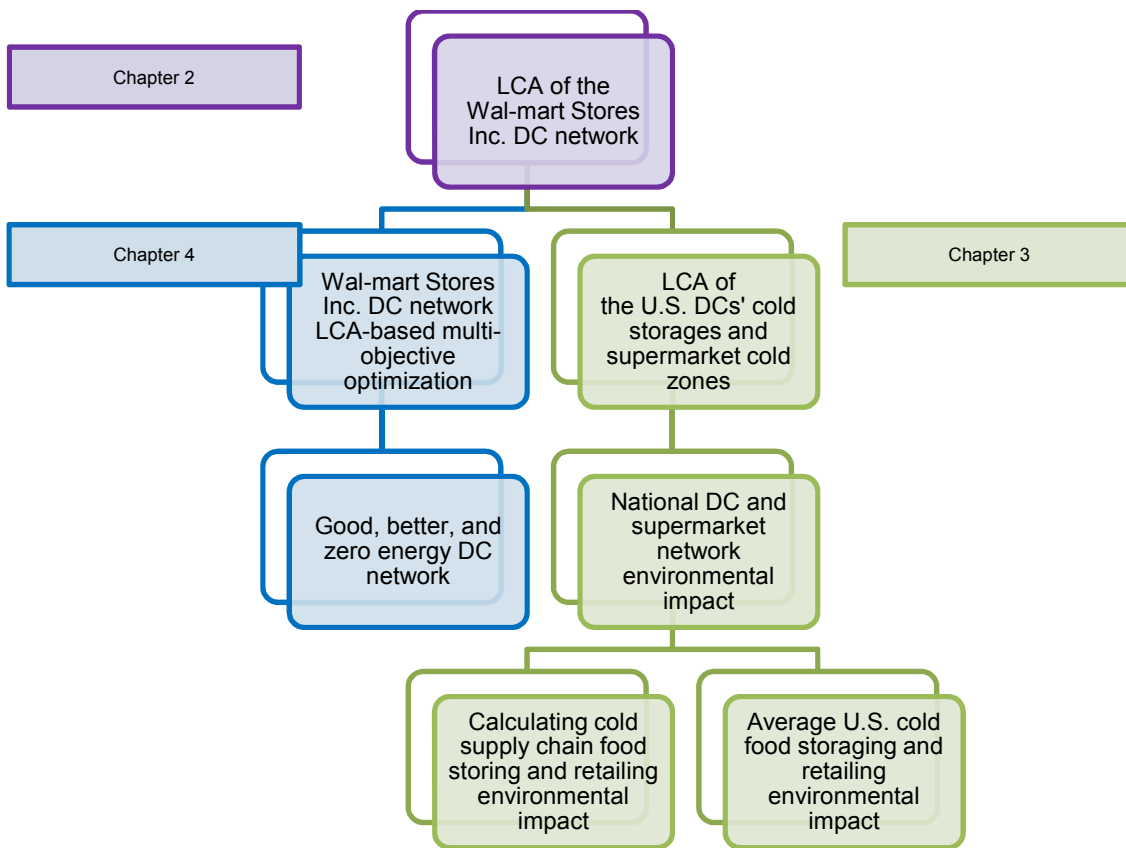 Chapter 2
LCA of the
Wal-mart Stores
Inc. DC network
Chapter 4
Wal-mart Stores
Inc. DC network
LCA-based multi-
objective
optimization
Chapter 3
LCA of
the U.S. DCs' cold
storages and
supermarket cold
zones
Good, better, and
zero energy DC
network
National DC and
supermarket
network
environmental
impact
Calculating cold
supply chain food
storing and retailing
environmental
impact
Average U.S. cold
food storaging and
retailing
environmental
impact